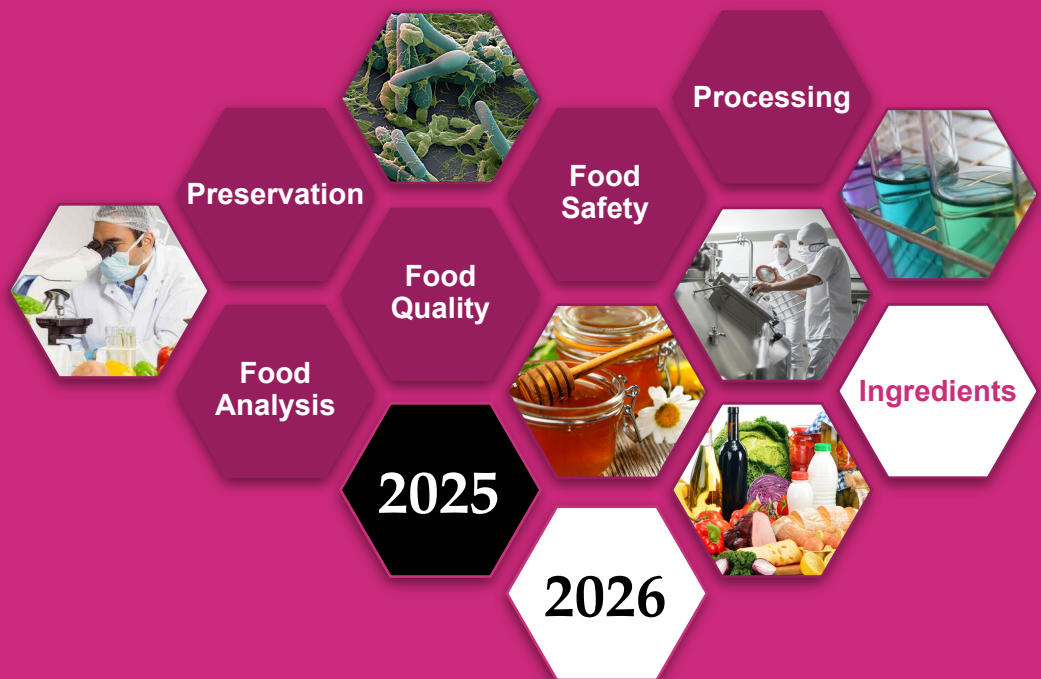 Processing
Preservation
Food
Safety
Food
Quality
Food
Analysis
Ingredients
2025
2026